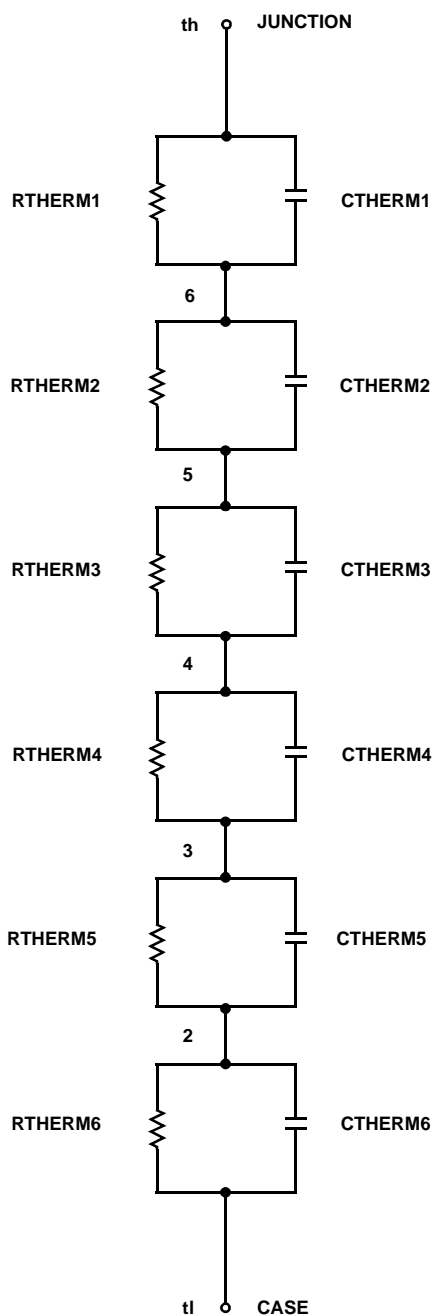 th JUNCTION
RTHERM1 CTHERM1
6
RTHERM2 CTHERM2
5
RTHERM3 CTHERM3
4
RTHERM4 CTHERM4
3
RTHERM5 CTHERM5
2
RTHERM6 CTHERM6
tl CASE